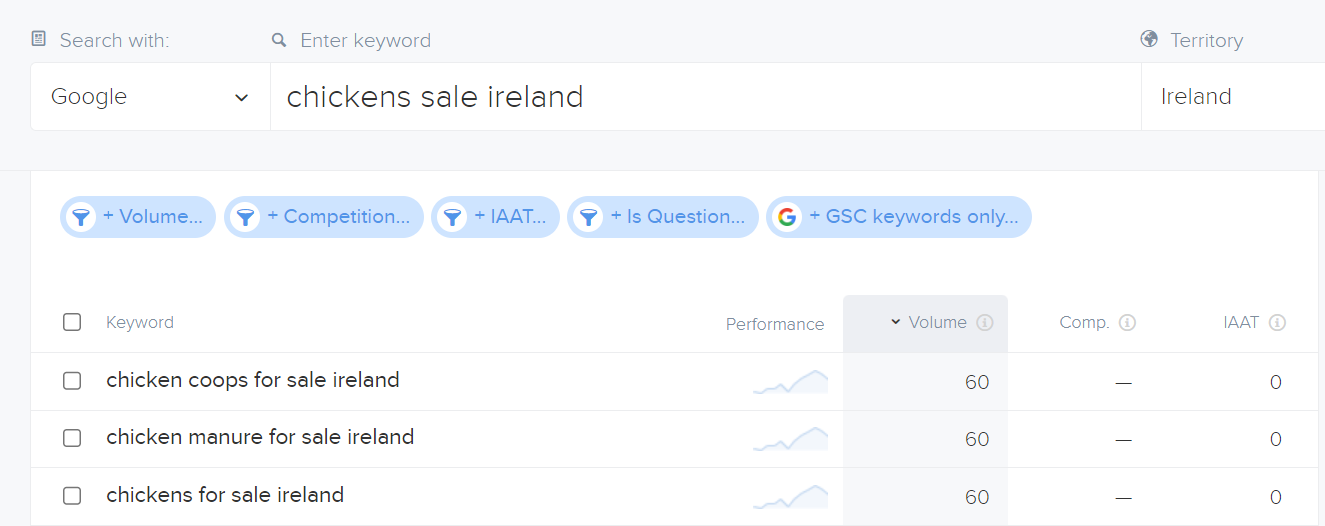 Search with: Enter keyword Territory
Google chickens sale ireland Ireland
+ Volume... + Competition... + IAAT... + Is Question... + GSC keywords only...
Keyword Performance Volume Comp. IAAT
chicken coops for sale ireland 60 — 0
chicken manure for sale ireland 60 — 0
chickens for sale ireland 60 — 0